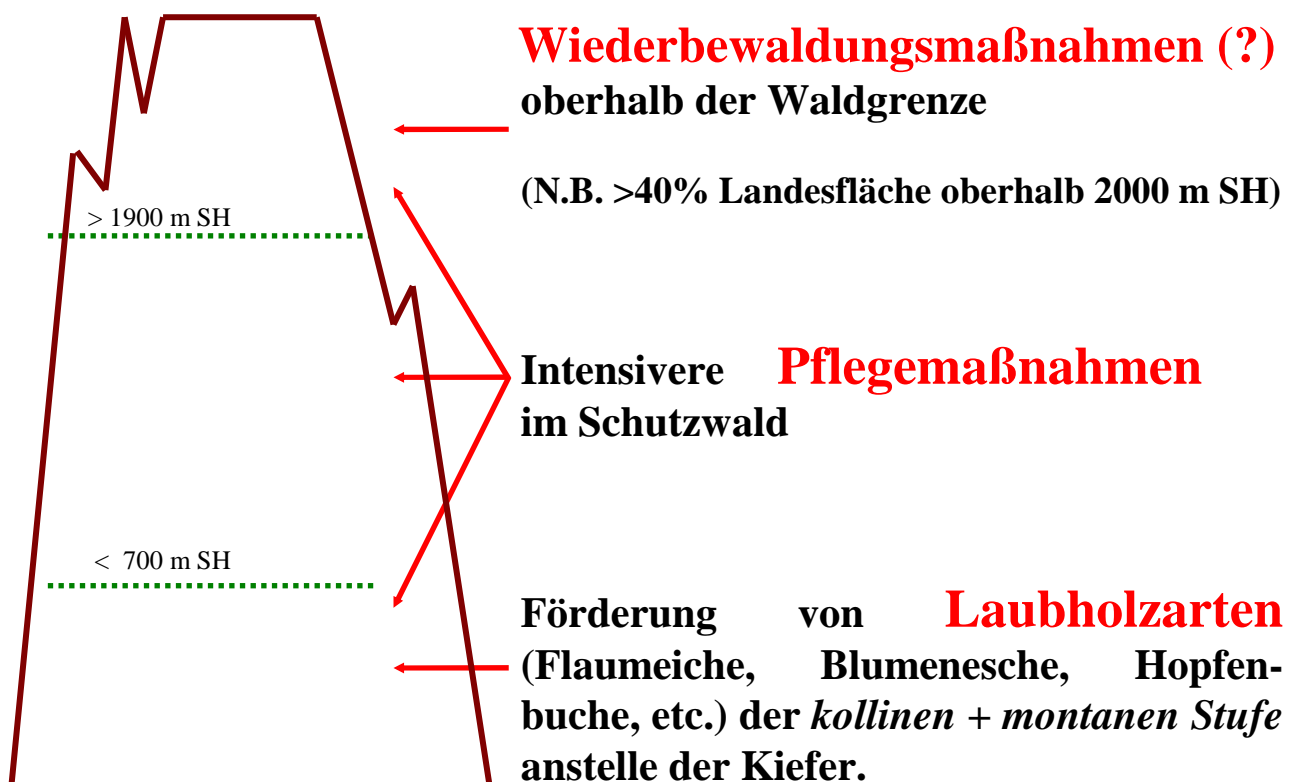 Wiederbewaldungsmaßnahmen (?)
oberhalb der Waldgrenze
(N.B. >40% Landesfläche oberhalb 2000 m SH)
> 1900 m SH
Intensivere Pflegemaßnahmen
im Schutzwald
< 700 m SH
Förderung von Laubholzarten
(Flaumeiche, Blumenesche, Hopfen-
buche, etc.) der kollinen + montanen Stufe
anstelle der Kiefer.